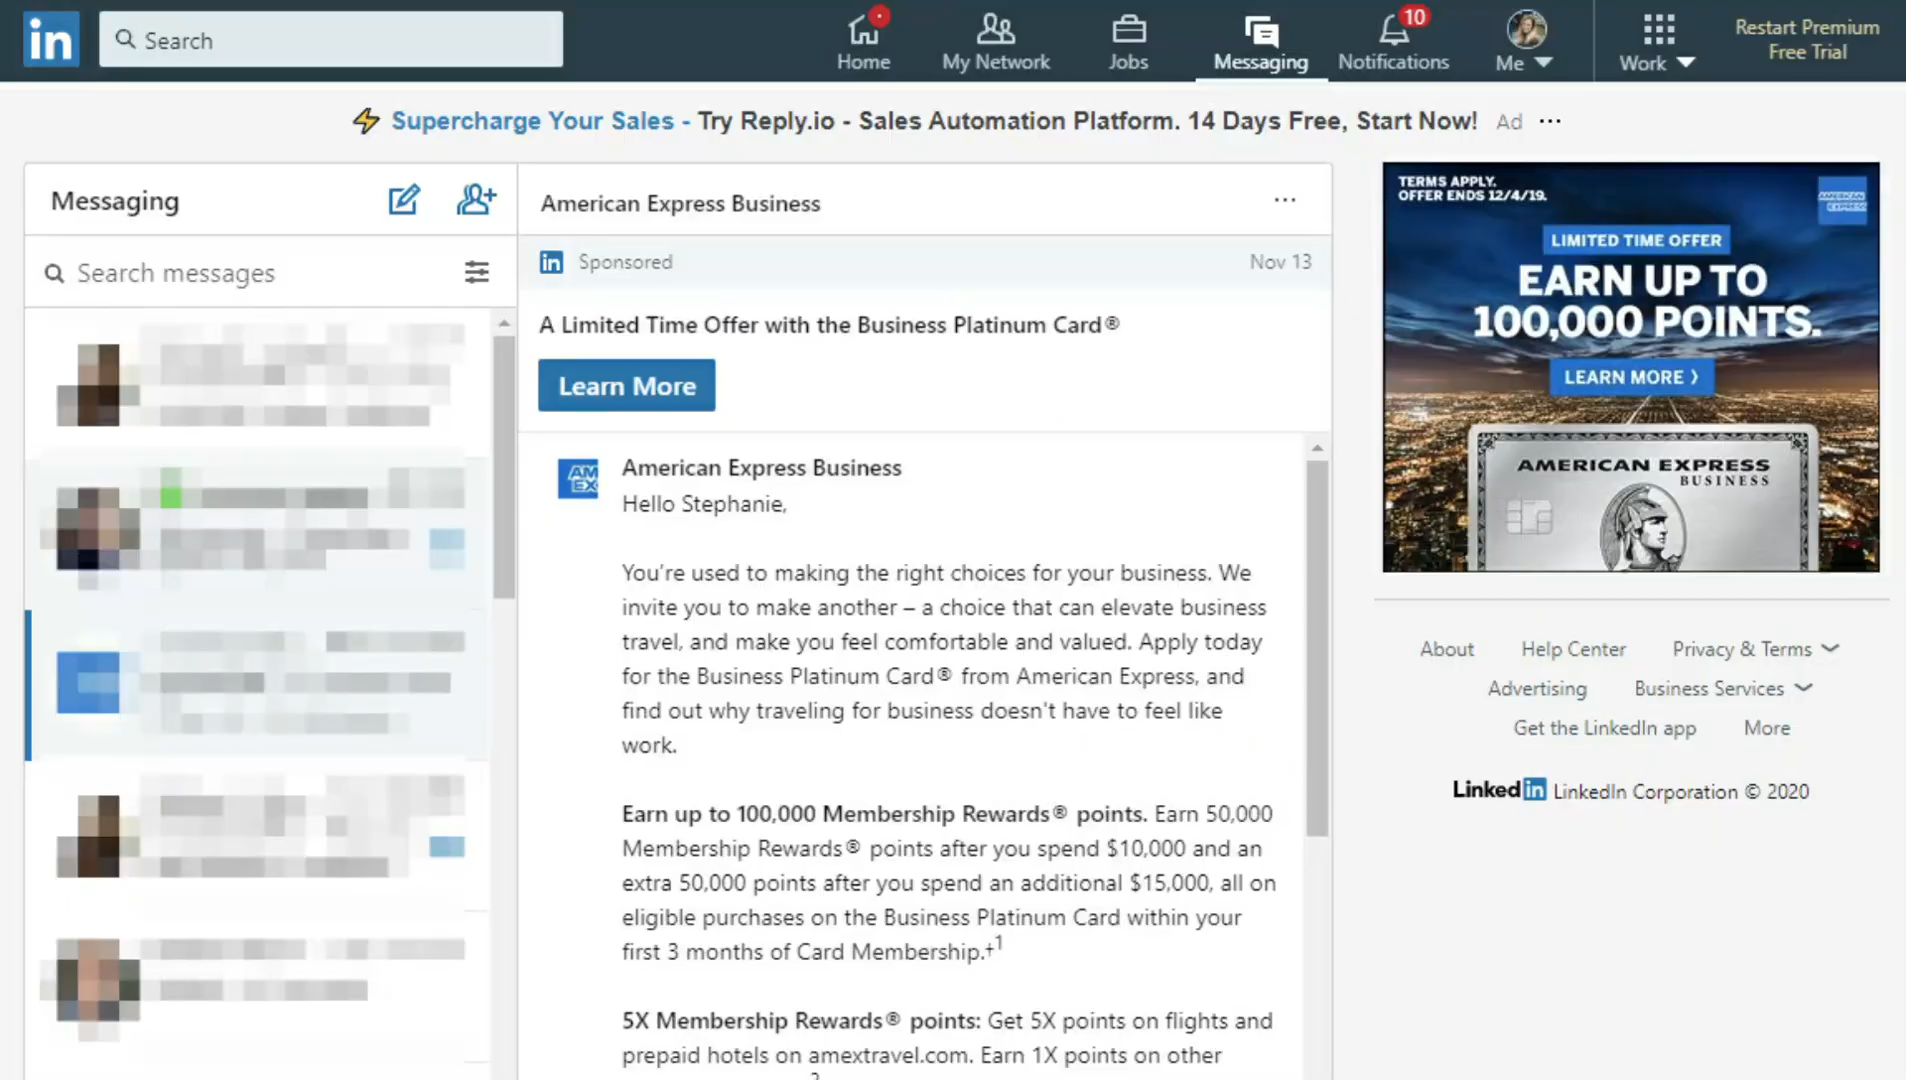 in
Search
Home
My Network
Jobs
Messaging
10
Notifications
Me
Work
Restart Premium
Free Trial
Supercharge Your Sales - Try Reply.io - Sales Automation Platform. 14 Days Free, Start Now! Ad ...
Messaging
Search messages
American Express Business
...
in Sponsored
Nov 13
A Limited Time Offer with the Business Platinum Card®
Learn More
AM
EX
American Express Business
Hello Stephanie,
You're used to making the right choices for your business. We
invite you to make another – a choice that can elevate business
travel, and make you feel comfortable and valued. Apply today
for the Business Platinum Card® from American Express, and
find out why traveling for business doesn't have to feel like
work.
Earn up to 100,000 Membership Rewards® points. Earn 50,000
Membership Rewards® points after you spend $10,000 and an
extra 50,000 points after you spend an additional $15,000, all on
eligible purchases on the Business Platinum Card within your
first 3 months of Card Membership.‡1
5X Membership Rewards® points: Get 5X points on flights and
prepaid hotels on amextravel.com. Earn 1X points on other
TERMS APPLY.
OFFER ENDS 12/4/19.
AMERICAN
EXPRESS
LIMITED TIME OFFER
EARN UP TO
100,000 POINTS.
LEARN MORE >
AMERICAN EXPRESS
BUSINESS
About
Help Center
Privacy & Terms
Advertising
Business Services
Get the LinkedIn app
More
LinkedIn LinkedIn Corporation © 2020